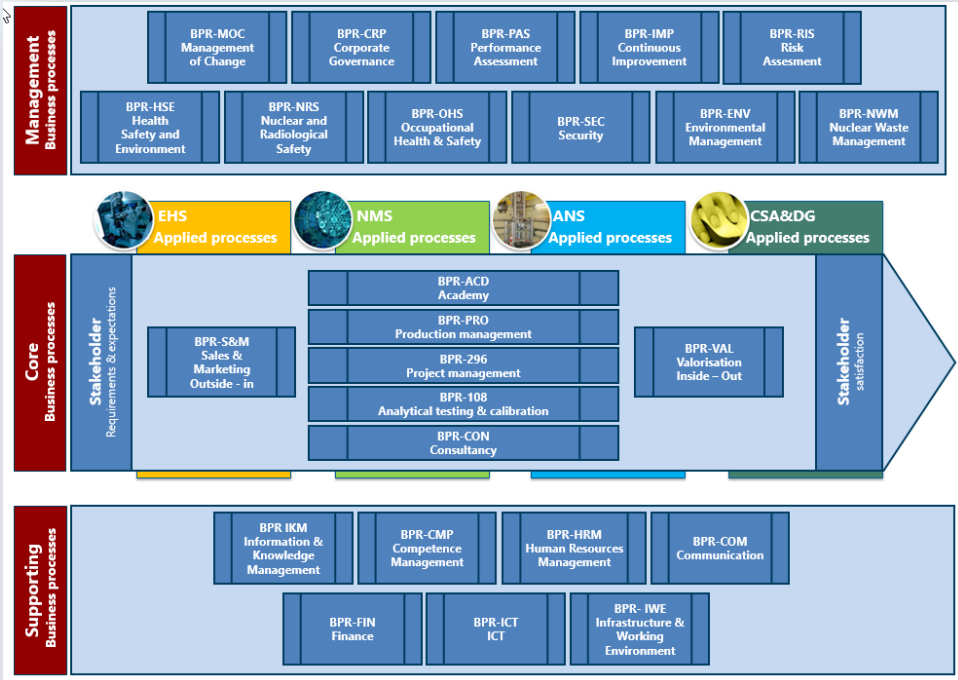 Management
Business processes
BPR-MOC
Management
of Change
BPR-CRP
Corporate
Governance
BPR-PAS
Performance
Assessment
BPR-IMP
Continuous
Improvement
BPR-RIS
Risk
Assesment
BPR-HSE
Health
Safety and
Environment
BPR-NRS
Nuclear and
Radiological
Safety
BPR-OHS
Occupational
Health & Safety
BPR-SEC
Security
BPR-ENV
Environmental
Management
BPR-NWM
Nuclear Waste
Management
EHS
Applied processes
NMS
Applied processes
ANS
Applied processes
CSA&DG
Applied processes
Core
Business processes
Stakeholder
Requirements & expectations
BPR-S&M
Sales &
Marketing
Outside - in
BPR-ACD
Academy
BPR-PRO
Production management
BPR-296
Project management
BPR-108
Analytical testing & calibration
BPR-CON
Consultancy
BPR-VAL
Valorisation
Inside – Out
Stakeholder
satisfaction
Supporting
Business processes
BPR IKM
Information &
Knowledge
Management
BPR-CMP
Competence
Management
BPR-HRM
Human Resources
Management
BPR-COM
Communication
BPR-FIN
Finance
BPR-ICT
ICT
BPR- IWE
Infrastructure &
Working
Environment